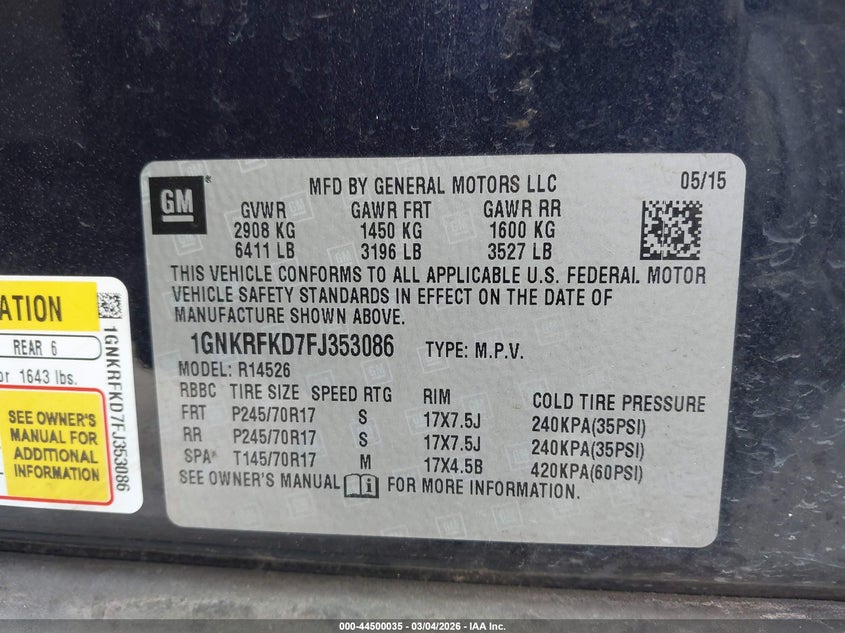 GM
MFD BY GENERAL MOTORS LLC 05/15
GVWR GAWR FRT GAWR RR
2908 KG 1450 KG 1600 KG
6411 LB 3196 LB 3527 LB
THIS VEHICLE CONFORMS TO ALL APPLICABLE U.S. FEDERAL MOTOR
VEHICLE SAFETY STANDARDS IN EFFECT ON THE DATE OF
MANUFACTURE SHOWN ABOVE.
1GNKRFKD7FJ353086 TYPE: M.P.V.
MODEL: R14526
RBBC TIRE SIZE SPEED RTG RIM COLD TIRE PRESSURE
FRT P245/70R17 S 17X7.5J 240KPA(35PSI)
RR P245/70R17 S 17X7.5J 240KPA(35PSI)
SPA* T145/70R17 M 17X4.5B 420KPA(60PSI)
SEE OWNER'S MANUAL i FOR MORE INFORMATION.
ATION
REAR 6
or 1643 lbs.
SEE OWNER'S
MANUAL FOR
ADDITIONAL
INFORMATION
1GNKRFKD7FJ353086
000-44500035 - 03/04/2026 - IAA Inc.